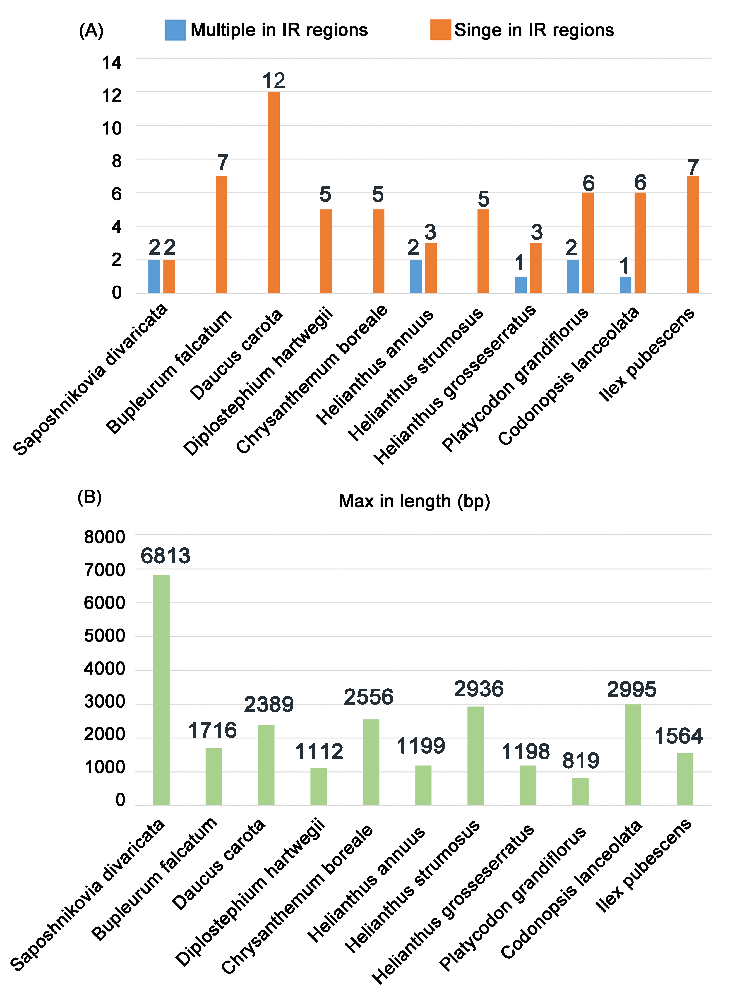 (A)
Multiple in IR regions Singe in IR regions
14
12
10
8
6
4
2
0
2 2 7 12 5 5 2 3 5 1 3 2 6 1 6 7
Saposhnikovia divaricata
Bupleurum falcatum
Daucus carota
Diplostephium hartwegii
Chrysanthemum boreale
Helianthus annuus
Helianthus strumosus
Helianthus grosseserratus
Platycodon grandiflorus
Codonopsis lanceolata
Ilex pubescens
(B)
Max in length (bp)
8000
7000
6000
5000
4000
3000
2000
1000
0
6813 1716 2389 1112 2556 1199 2936 1198 819 2995 1564
Saposhnikovia divaricata
Bupleurum falcatum
Daucus carota
Diplostephium hartwegii
Chrysanthemum boreale
Helianthus annuus
Helianthus strumosus
Helianthus grosseserratus
Platycodon grandiflorus
Codonopsis lanceolata
Ilex pubescens